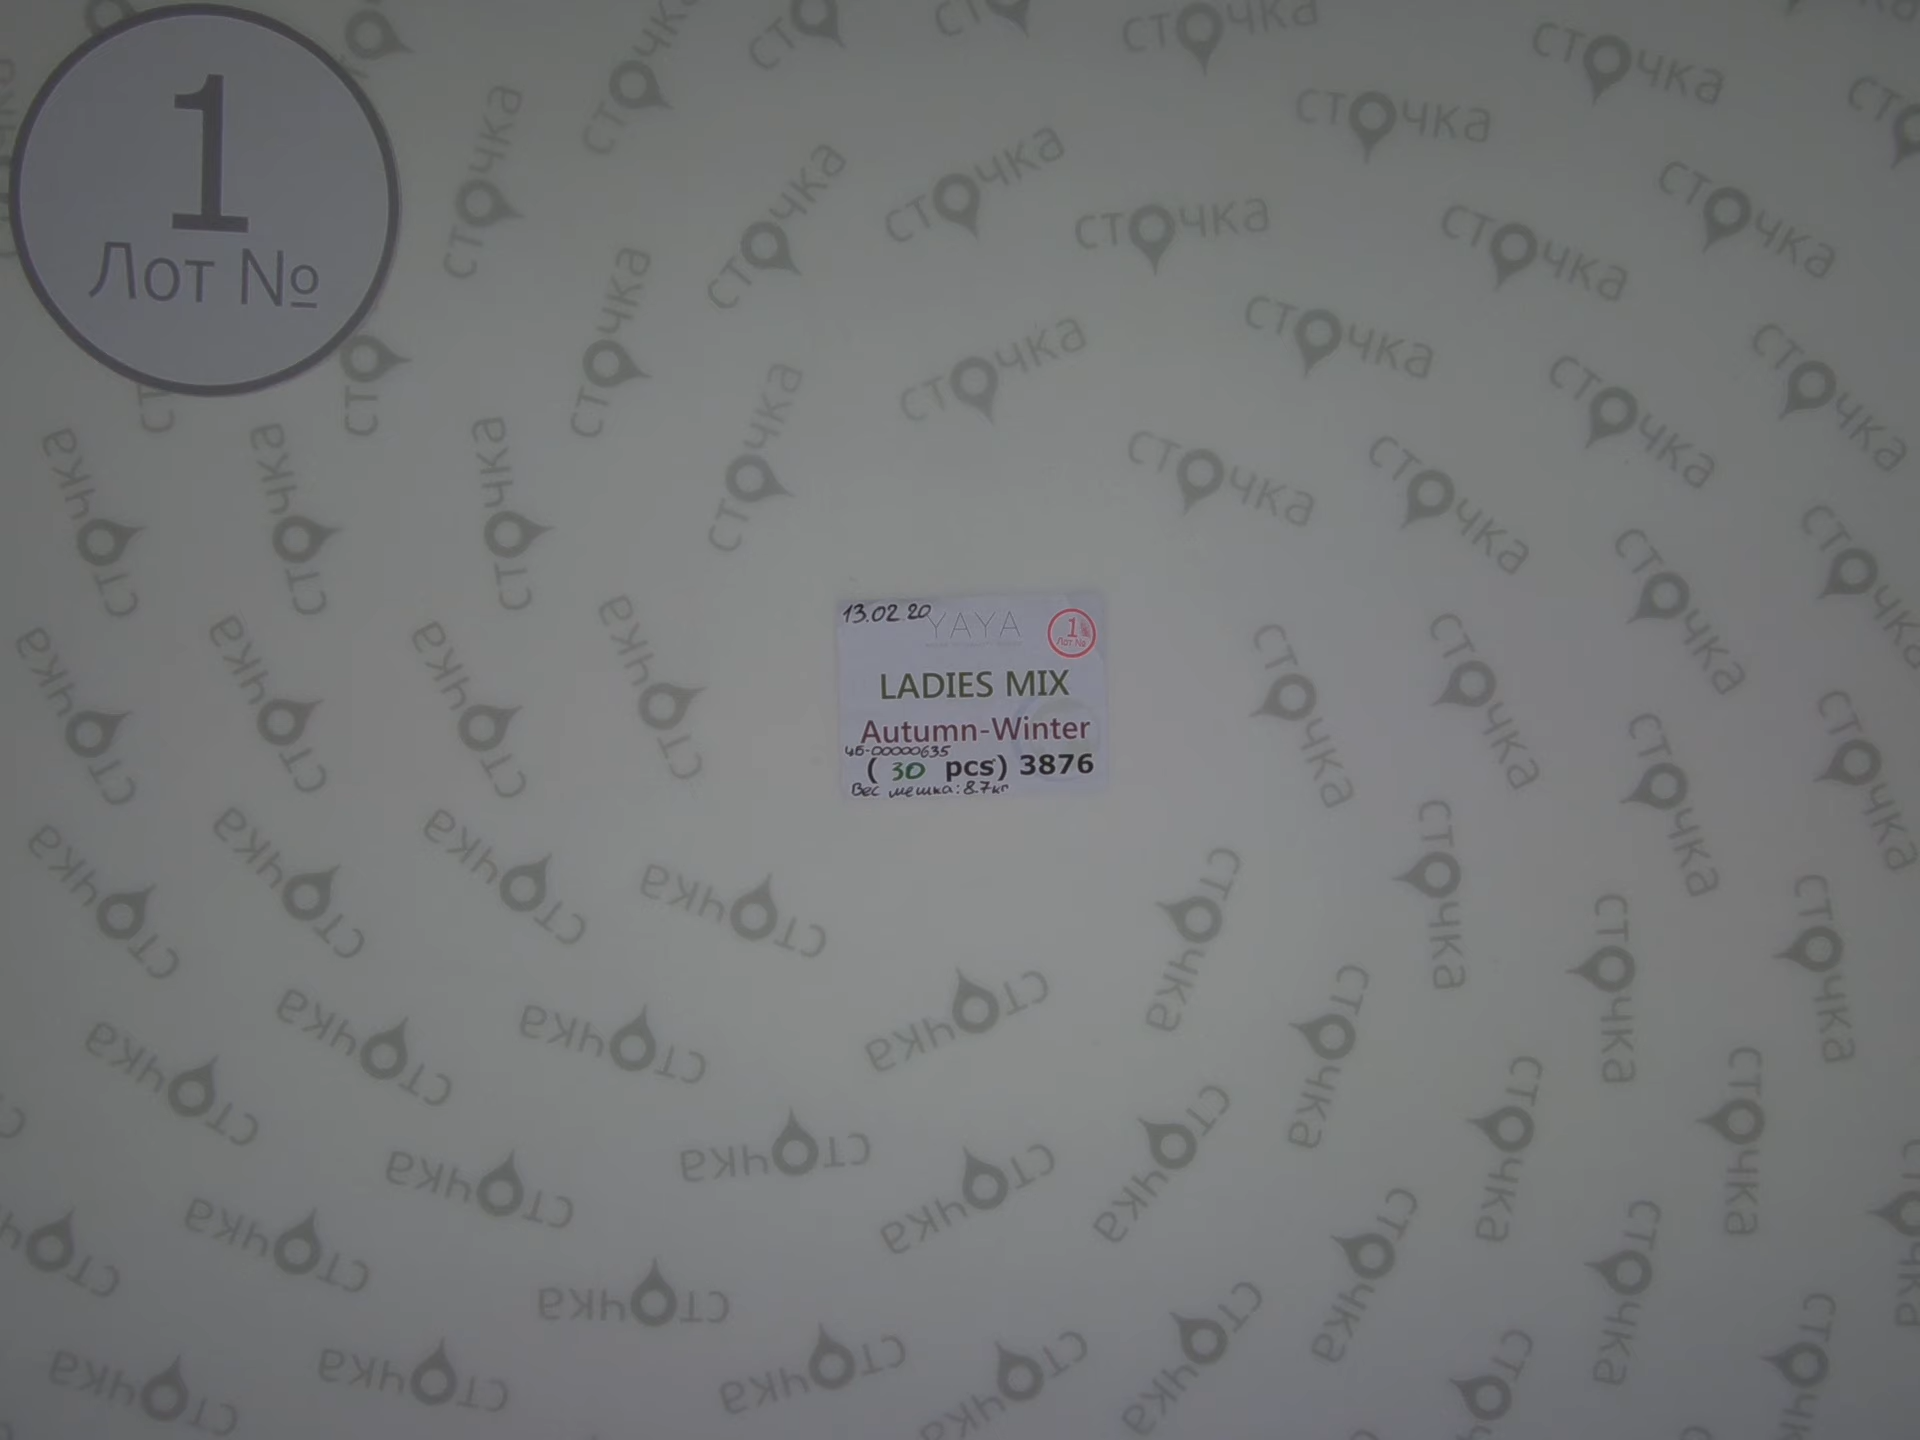 1
Лот №
сточка
13.02.20
YAYA
1
Лот №
LADIES MIX
Autumn-Winter
ЧБ-00000635
( 30 pcs) 3876
Вес мешка: 8.7кг